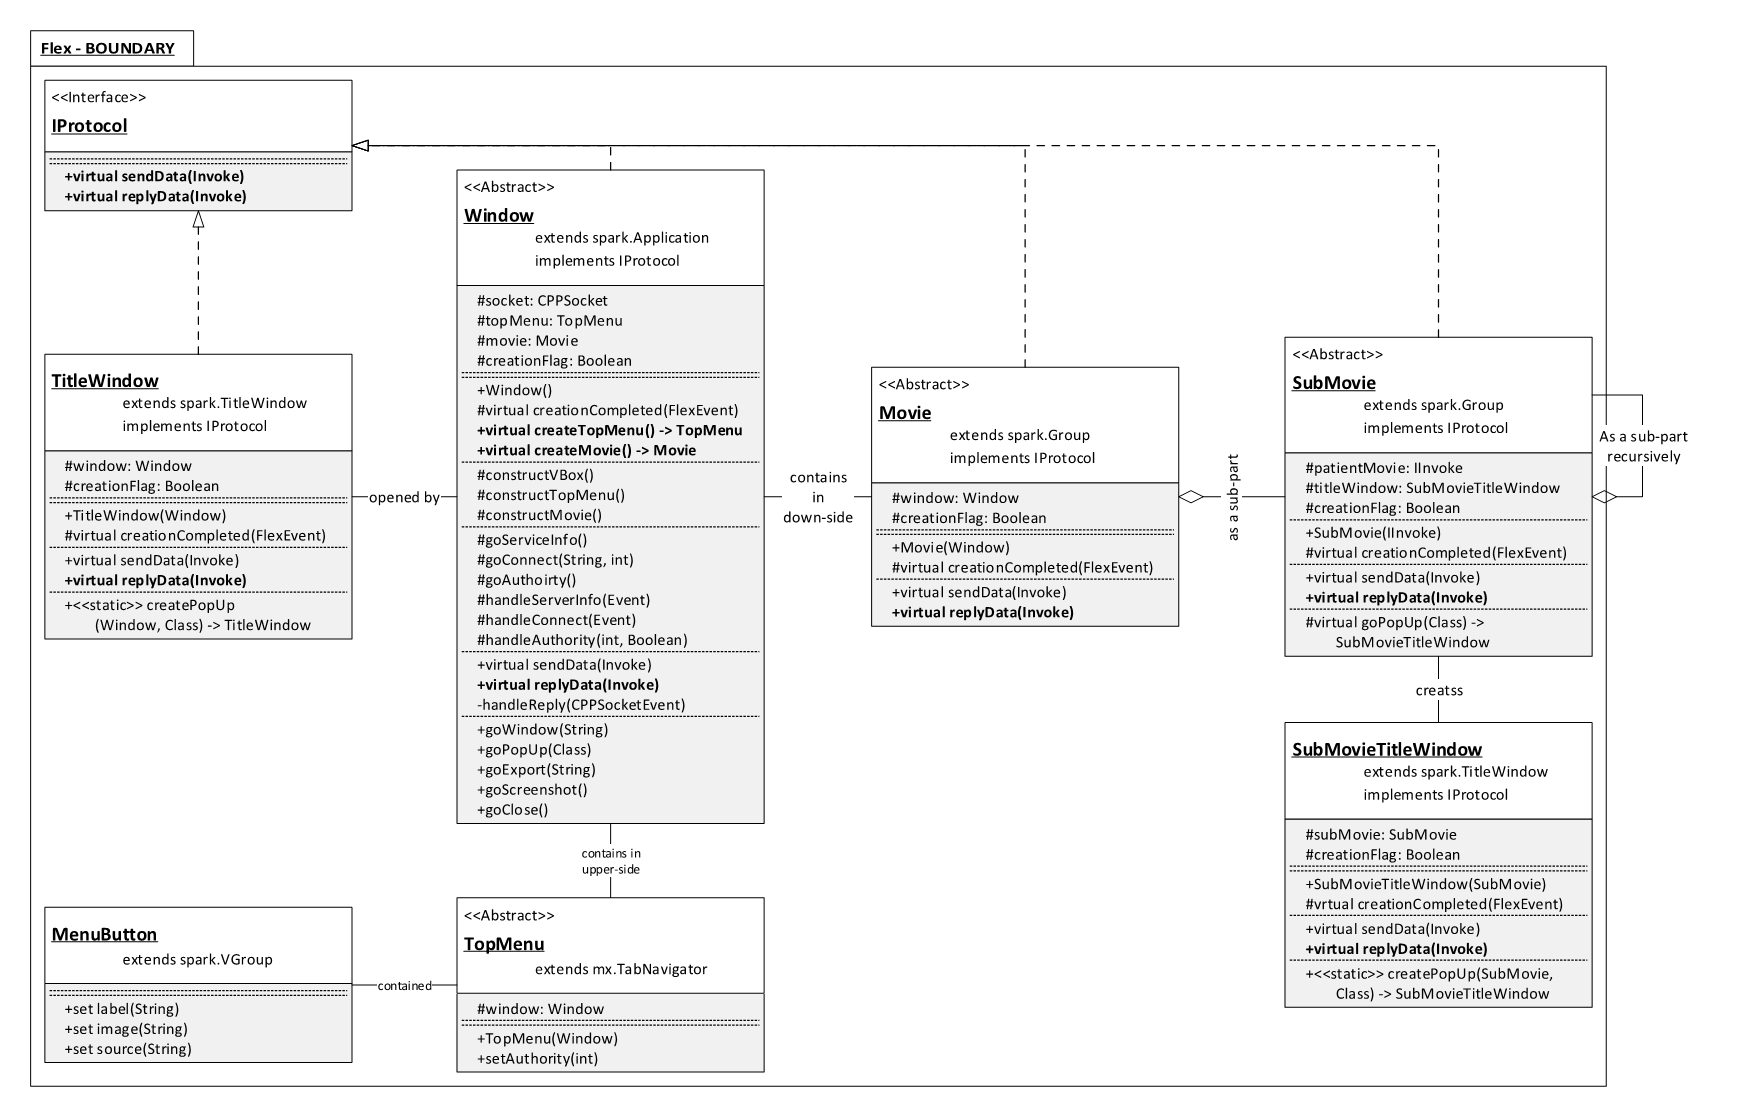 Flex - BOUNDARY
<<Interface>>
IProtocol
+virtual sendData(Invoke)
+virtual replyData(Invoke)
TitleWindow
extends spark.TitleWindow
implements IProtocol
#window: Window
#creationFlag: Boolean
+TitleWindow(Window)
#virtual creationCompleted(FlexEvent)
+virtual sendData(Invoke)
+virtual replyData(Invoke)
+<<static>> createPopUp
(Window, Class) -> TitleWindow
opened by
<<Abstract>>
Window
extends spark.Application
implements IProtocol
#socket: CPPSocket
#topMenu: TopMenu
#movie: Movie
#creationFlag: Boolean
+Window()
#virtual creationCompleted(FlexEvent)
+virtual createTopMenu() -> TopMenu
+virtual createMovie() -> Movie
#constructVBox()
#constructTopMenu()
#constructMovie()
#goServiceInfo()
#goConnect(String, int)
#goAuthoirty()
#handleServerInfo(Event)
#handleConnect(Event)
#handleAuthority(int, Boolean)
+virtual sendData(Invoke)
+virtual replyData(Invoke)
-handleReply(CPPSocketEvent)
+goWindow(String)
+goPopUp(Class)
+goExport(String)
+goScreenshot()
+goClose()
contains
in
down-side
<<Abstract>>
Movie
extends spark.Group
implements IProtocol
#window: Window
#creationFlag: Boolean
+Movie(Window)
#virtual creationCompleted(FlexEvent)
+virtual sendData(Invoke)
+virtual replyData(Invoke)
as a sub-part
<<Abstract>>
SubMovie
extends spark.Group
implements IProtocol
#patientMovie: IInvoke
#titleWindow: SubMovieTitleWindow
#creationFlag: Boolean
+SubMovie(IInvoke)
#virtual creationCompleted(FlexEvent)
+virtual sendData(Invoke)
+virtual replyData(Invoke)
#virtual goPopUp(Class) ->
SubMovieTitleWindow
As a sub-part
recursively
creatss
SubMovieTitleWindow
extends spark.TitleWindow
implements IProtocol
#subMovie: SubMovie
#creationFlag: Boolean
+SubMovieTitleWindow(SubMovie)
#vrtual creationCompleted(FlexEvent)
+virtual sendData(Invoke)
+virtual replyData(Invoke)
+<<static>> createPopUp(SubMovie,
Class) -> SubMovieTitleWindow
contains in
upper-side
MenuButton
extends spark.VGroup
+set label(String)
+set image(String)
+set source(String)
contained
<<Abstract>>
TopMenu
extends mx.TabNavigator
#window: Window
+TopMenu(Window)
+setAuthority(int)